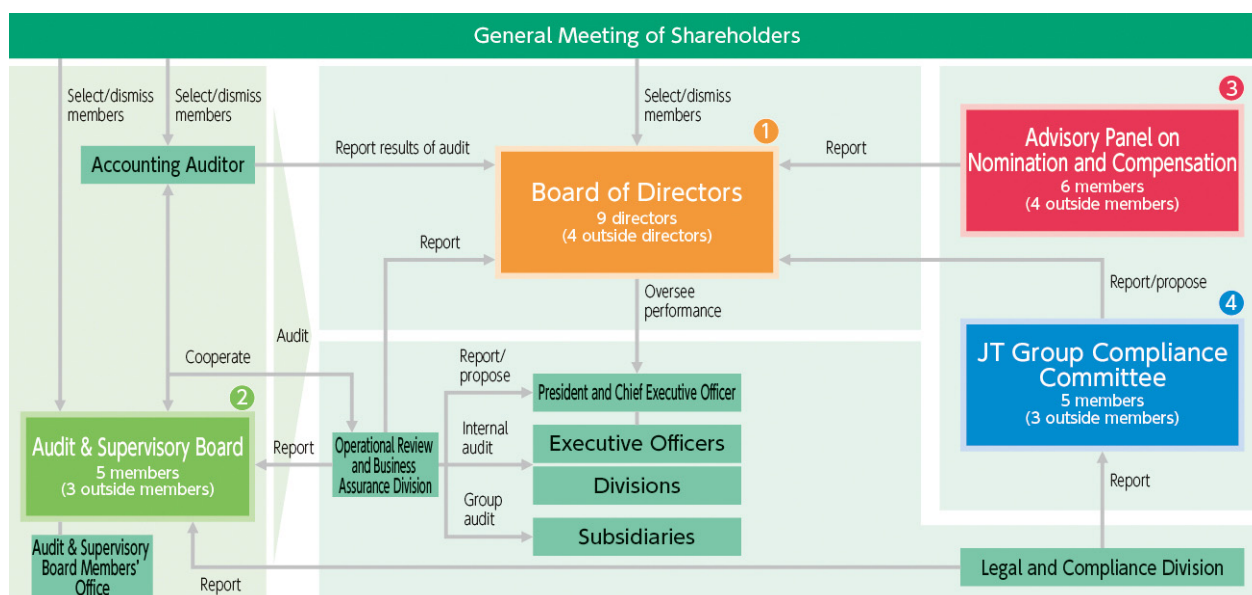 General Meeting of Shareholders
Select/dismiss
members
Select/dismiss
members
Select/dismiss
members
3
1
Accounting Auditor
Report results of audit
Board of Directors
9 directors
(4 outside directors)
Report
Advisory Panel on
Nomination and Compensation
6 members
(4 outside members)
Report
Oversee
performance
Report/propose
4
Audit
Cooperate
Report/
propose
President and Chief Executive Officer
JT Group Compliance
Committee
5 members
(3 outside members)
2
Audit & Supervisory Board
5 members
(3 outside members)
Report
Operational Review
and Business
Assurance Division
Internal
audit
Executive Officers
Divisions
Group
audit
Subsidiaries
Report
Audit & Supervisory
Board Members'
Office
Report
Legal and Compliance Division